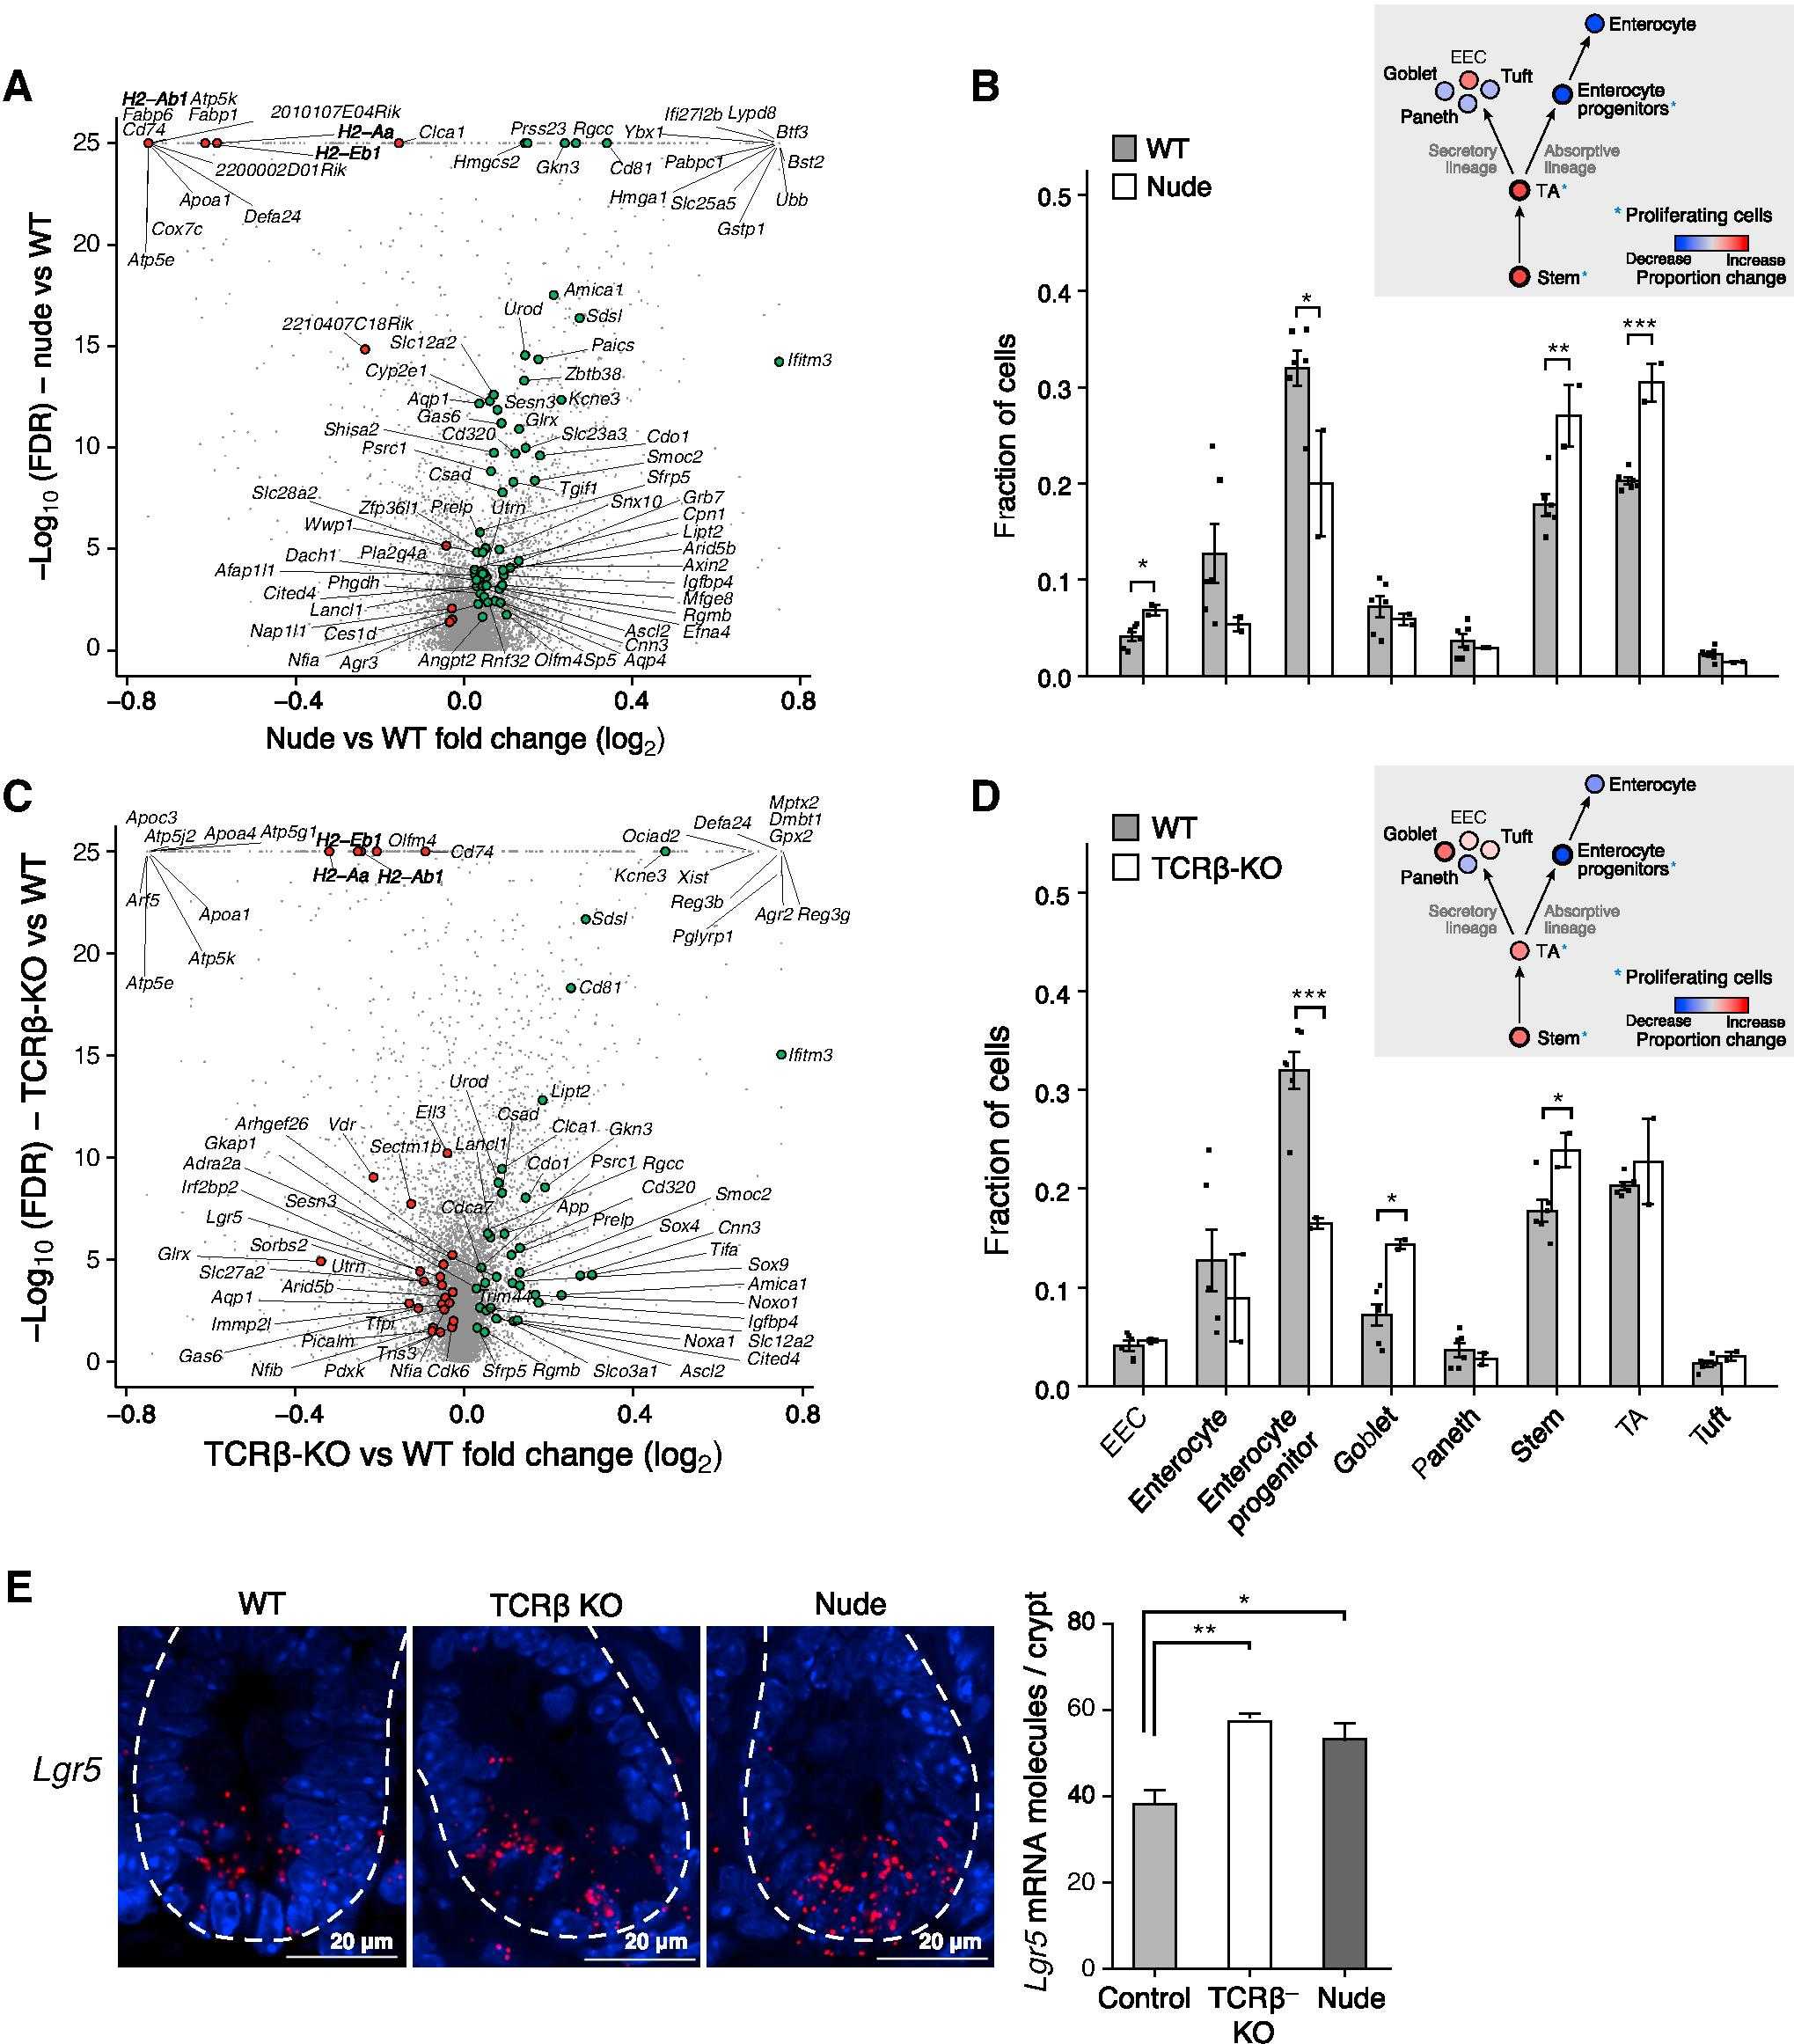 A
H2–Ab1 Atp5k
Fabp6 Fabp1
Cd74
2010107E04Rik
H2–Aa
H2–Eb1
2200002D01Rik
Apoa1
Defa24
Cox7c
Atp5e
Clca1
Prss23 Rgcc
Hmgcs2
Gkn3
Cd81
Ifi27l2b Lypd8
Ybx1
Btf3
Pabpc1
Bst2
Hmga1
Slc25a5
Ubb
Gstp1
Amica1
Urod
Sdsl
2210407C18Rik
Slc12a2
Paics
Ifitm3
Cyp2e1
Zbtb38
Aqp1
Sesn3
Kcne3
Gas6
Glrx
Shisa2
Cd320
Slc23a3
Cdo1
Psrc1
Smoc2
Csad
Sfrp5
Tgif1
Slc28a2
Snx10
Grb7
Zfp36l1
Prelp
Utrn
Cpn1
Wwp1
Lipt2
Dach1
Pla2g4a
Arid5b
Afap1l1
Axin2
Phgdh
Igfbp4
Cited4
Mfge8
Lancl1
Rgmb
Nap1l1
Ces1d
Ascl2
Efna4
Cnn3
Nfia
Agr3
Angpt2
Rnf32
Olfm4
Sp5
Aqp4
25
20
15
10
5
0
–0.8
–0.4
0.0
0.4
0.8
–Log10 (FDR) – nude vs WT
Nude vs WT fold change (log2)
B
WT
Nude
Fraction of cells
0.5
0.4
0.3
0.2
0.1
0.0
*
*
**
***
Enterocyte
EEC
Goblet
Tuft
Paneth
Enterocyte
progenitors*
Secretory
lineage
Absorptive
lineage
TA*
* Proliferating cells
Decrease
Increase
Stem*
Proportion change
C
Apoc3
Atp5j2
Apoa4
Atp5g1
H2–Eb1
Olfm4
Cd74
H2–Aa
H2–Ab1
Arf5
Apoa1
Atp5k
Atp5e
Mptx2
Dmbt1
Gpx2
Defa24
Ociad2
Kcne3
Xist
Reg3b
Agr2
Reg3g
Pglyrp1
Sdsl
Cd81
Ifitm3
Urod
Lipt2
Arhgef26
Vdr
Ell3
Csad
Clca1
Gkn3
Gkap1
Sectm1b
Lancl1
Adra2a
Cdo1
Psrc1
Rgcc
Irf2bp2
Sesn3
Cd320
Smoc2
Lgr5
Cdca7
App
Prelp
Sox4
Cnn3
Sorbs2
Glrx
Tifa
Slc27a2
Utrn
Sox9
Arid5b
Trim44
Amica1
Aqp1
Noxo1
Immp2l
Tfpi
Igfbp4
Picalm
Noxa1
Slc12a2
Gas6
Tns3
Cited4
Nfib
Pdxk
Nfia
Cdk6
Sfrp5
Rgmb
Slco3a1
Ascl2
25
20
15
10
5
0
–0.8
–0.4
0.0
0.4
0.8
–Log10 (FDR) – TCRβ-KO vs WT
TCRβ-KO vs WT fold change (log2)
D
WT
TCRβ-KO
Fraction of cells
0.5
0.4
0.3
0.2
0.1
0.0
***
*
*
Enterocyte
EEC
Goblet
Tuft
Paneth
Enterocyte
progenitors*
Secretory
lineage
Absorptive
lineage
TA*
* Proliferating cells
Decrease
Increase
Stem*
Proportion change
EEC
Enterocyte
Enterocyte
progenitor
Goblet
Paneth
Stem
TA
Tuft
E
WT
TCRβ KO
Nude
Lgr5
20 µm
20 µm
20 µm
Lgr5 mRNA molecules / crypt
80
60
40
20
0
*
**
Control
TCRβ–
KO
Nude